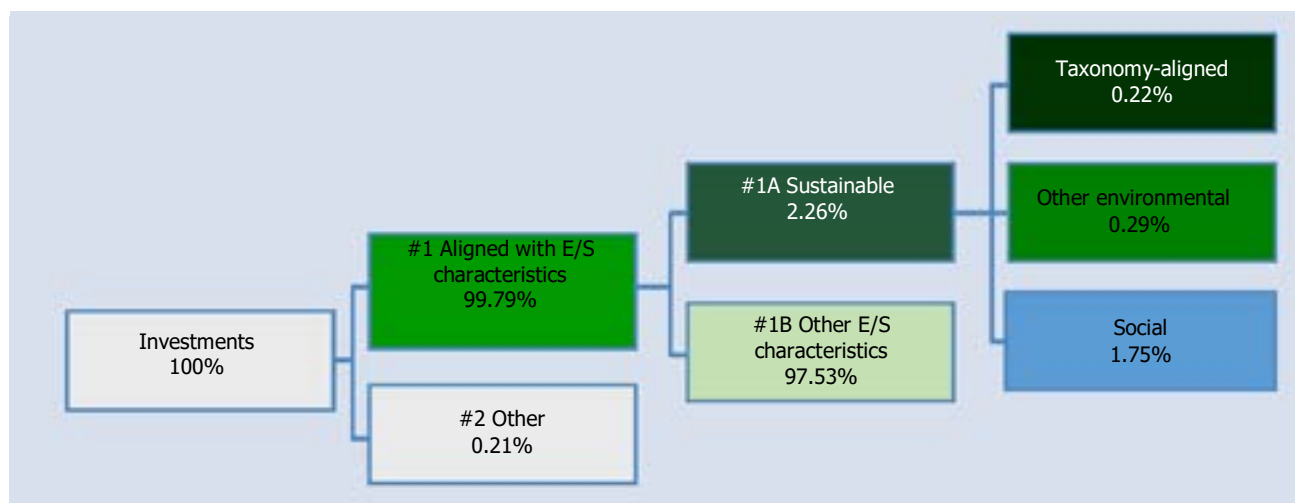 Investments
100%
#1 Aligned with E/S
characteristics
99.79%
#2 Other
0.21%
#1A Sustainable
2.26%
#1B Other E/S
characteristics
97.53%
Taxonomy-aligned
0.22%
Other environmental
0.29%
Social
1.75%